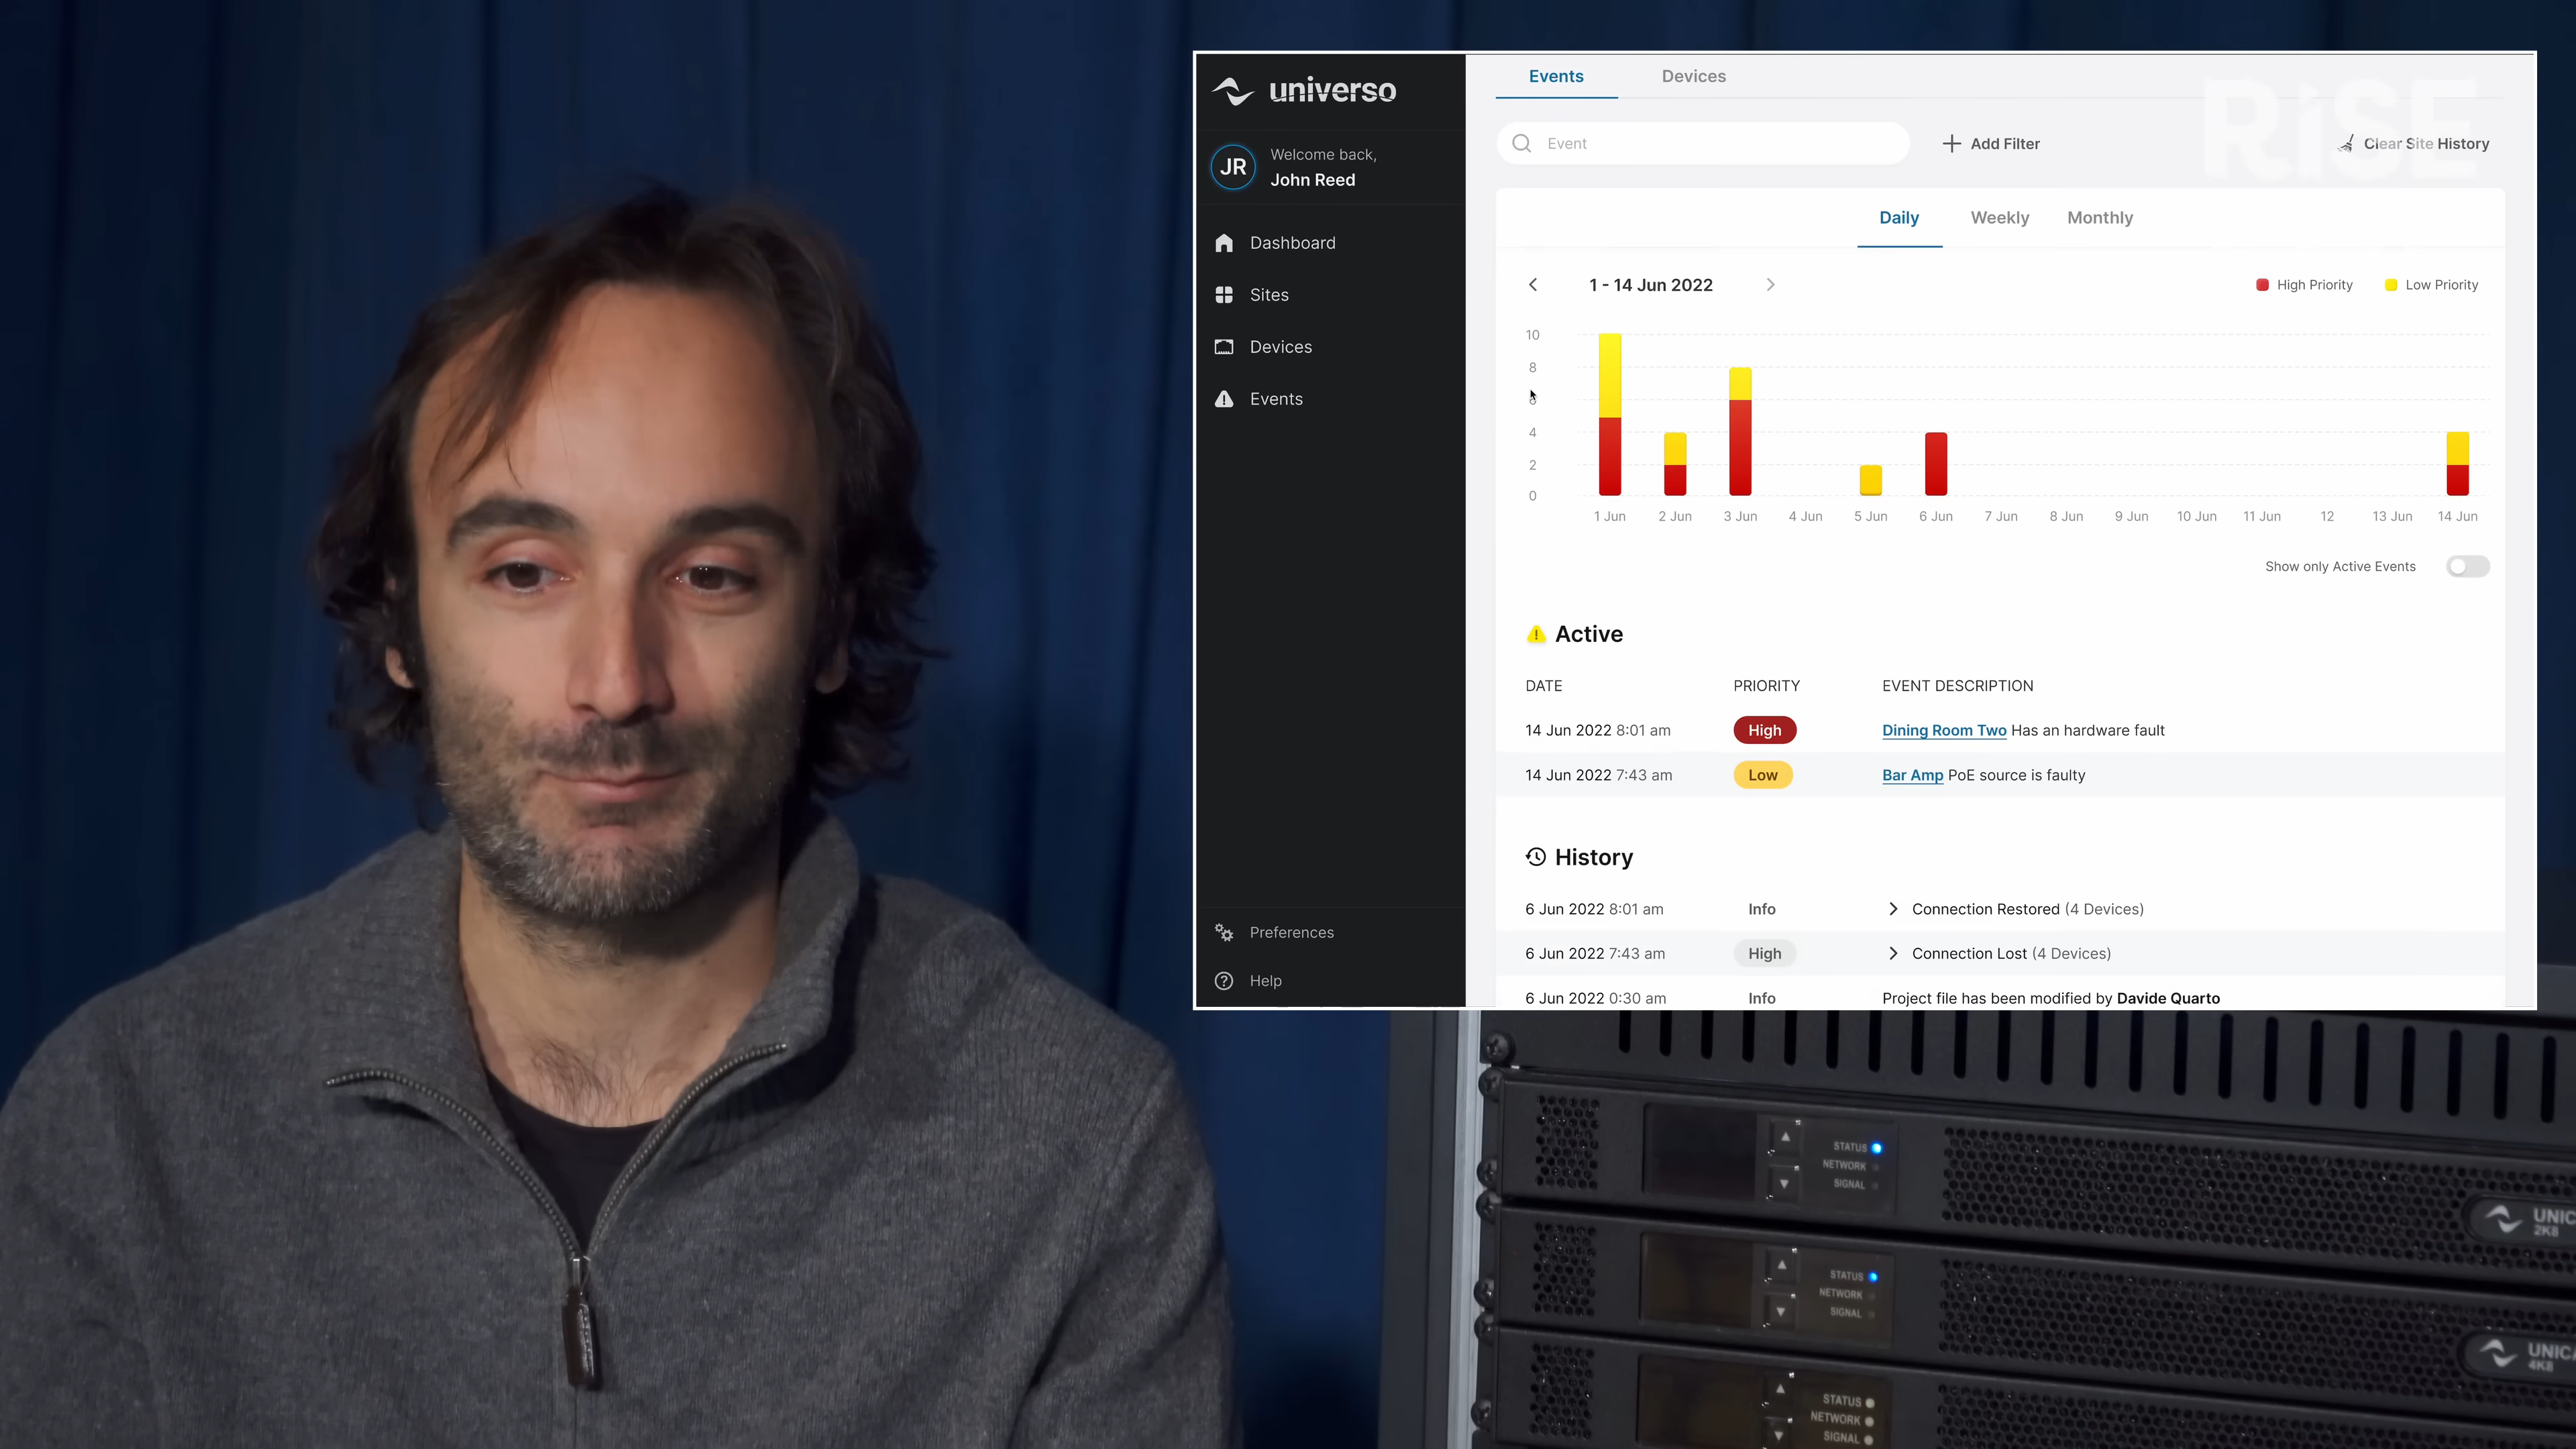 universo
JR
Welcome back,
John Reed
Dashboard
Sites
Devices
Events
Preferences
Help
Events Devices
RiSE
Event
Add Filter
Clear Site History
Daily Weekly Monthly
1 - 14 Jun 2022
High Priority Low Priority
10
8
6
4
2
0
1 Jun 2 Jun 3 Jun 4 Jun 5 Jun 6 Jun 7 Jun 8 Jun 9 Jun 10 Jun 11 Jun 12 13 Jun 14 Jun
Show only Active Events
Active
DATE PRIORITY EVENT DESCRIPTION
14 Jun 2022 8:01 am High Dining Room Two Has an hardware fault
14 Jun 2022 7:43 am Low Bar Amp PoE source is faulty
History
6 Jun 2022 8:01 am Info Connection Restored (4 Devices)
6 Jun 2022 7:43 am High Connection Lost (4 Devices)
6 Jun 2022 0:30 am Info Project file has been modified by Davide Quarto
STATUS
NETWORK
SIGNAL
UNIC
2K8
STATUS
NETWORK
SIGNAL
UNICA
4K8
STATUS
NETWORK
SIGNAL